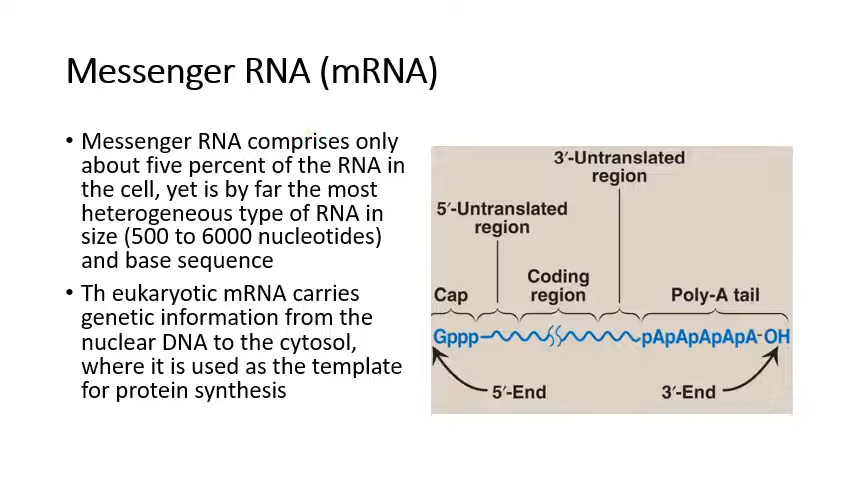 Messenger RNA (mRNA)
• Messenger RNA comprises only
about five percent of the RNA in
the cell, yet is by far the most
heterogeneous type of RNA in
size (500 to 6000 nucleotides)
and base sequence
• Th eukaryotic mRNA carries
genetic information from the
nuclear DNA to the cytosol,
where it is used as the template
for protein synthesis
3′-Untranslated
region
5′-Untranslated
region
Coding
region
Cap
Poly-A tail
Gppp
pApApApApA-OH
5′-End
3′-End